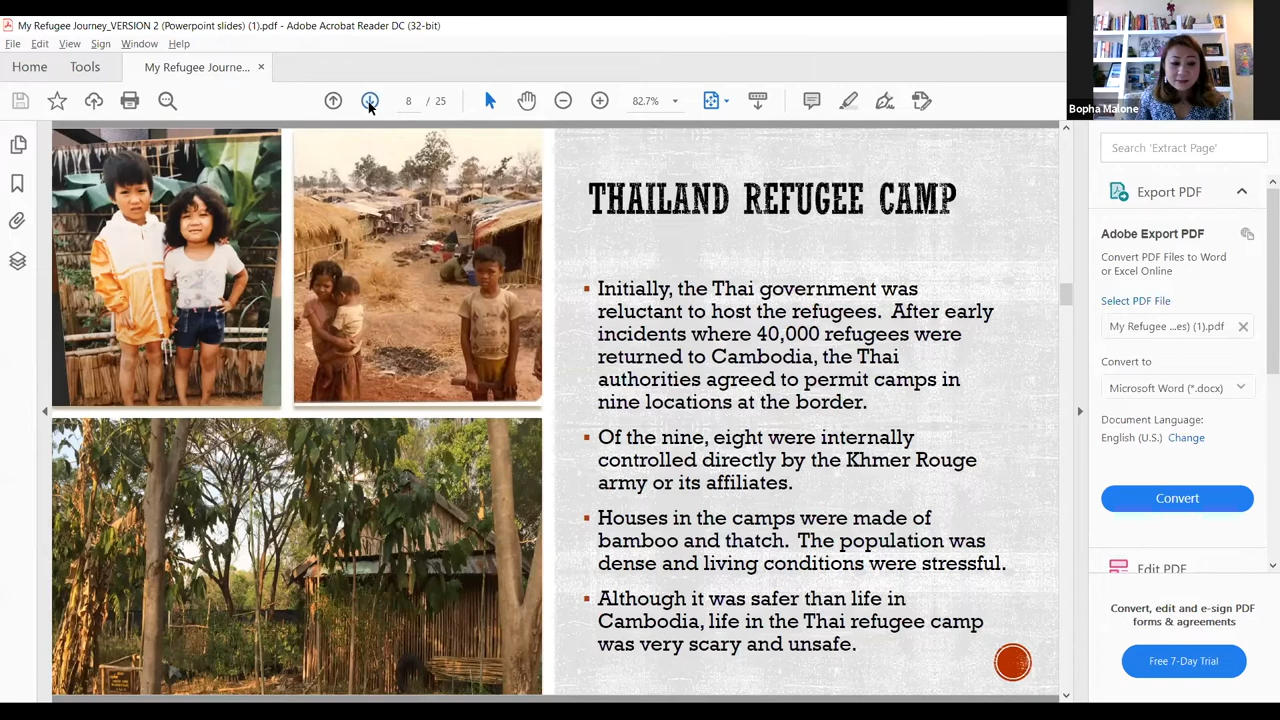 My Refugee Journey_VERSION 2 (Powerpoint slides) (1).pdf - Adobe Acrobat Reader DC (32-bit)
File Edit View Sign Window Help
Home Tools My Refugee Journe... ×
8 / 25 82.7%
Bopha Malone
THAILAND REFUGEE CAMP
▪ Initially, the Thai government was
reluctant to host the refugees. After early
incidents where 40,000 refugees were
returned to Cambodia, the Thai
authorities agreed to permit camps in
nine locations at the border.
▪ Of the nine, eight were internally
controlled directly by the Khmer Rouge
army or its affiliates.
▪ Houses in the camps were made of
bamboo and thatch. The population was
dense and living conditions were stressful.
▪ Although it was safer than life in
Cambodia, life in the Thai refugee camp
was very scary and unsafe.
Search 'Extract Page'
Export PDF
Adobe Export PDF
Convert PDF Files to Word
or Excel Online
Select PDF File
My Refugee ...es) (1).pdf
Convert to
Microsoft Word (*.docx)
Document Language:
English (U.S.) Change
Convert
Edit PDF
Convert, edit and e-sign PDF
forms & agreements
Free 7-Day Trial